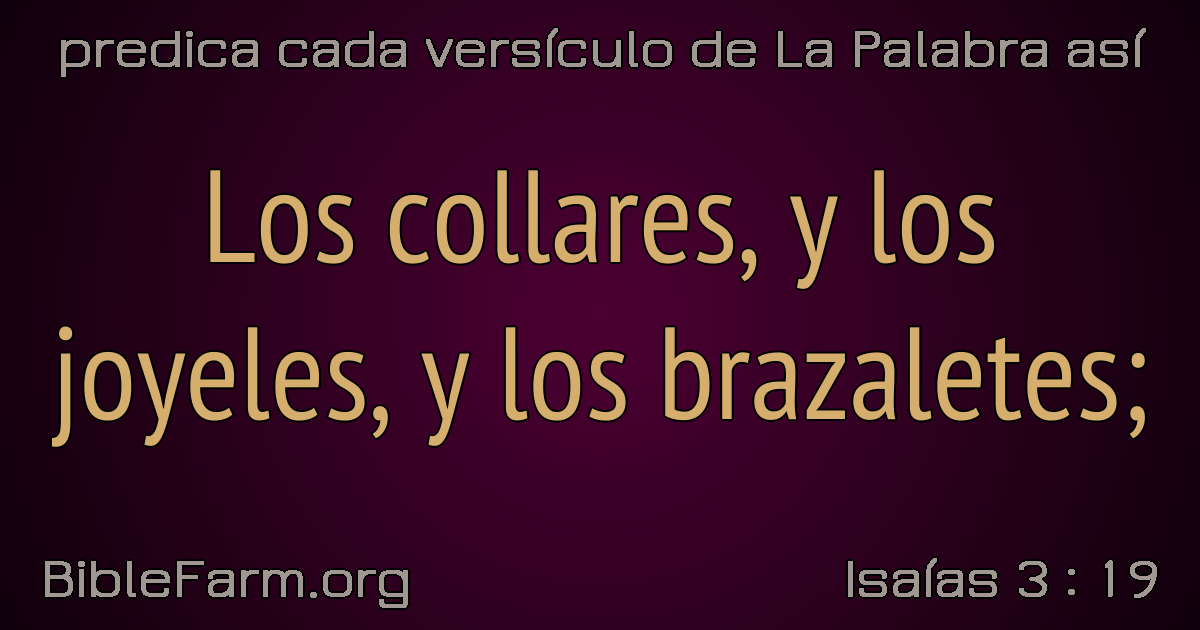 predica cada versículo de La Palabra así
Los collares, y los
joyeles, y los brazaletes;
BibleFarm.org
Isaías 3 : 19